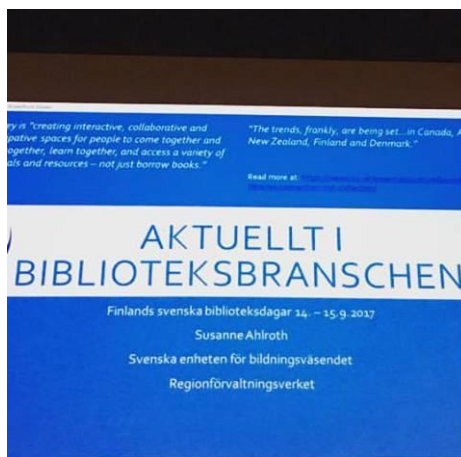 ry is "creating interactive, collaborative and
pative spaces for people to come together and
ogether, learn together, and access a variety of
als and resources – not just borrow books."
"The trends, frankly, are being set...in Canada, A
New Zealand, Finland and Denmark."
Read more at:
AKTUELLT I
BIBLIOTEKSBRANSCHEN
Finlands svenska biblioteksdagar 14. – 15.9.2017
Susanne Ahlroth
Svenska enheten för bildningsväsendet
Regionförvaltningsverket